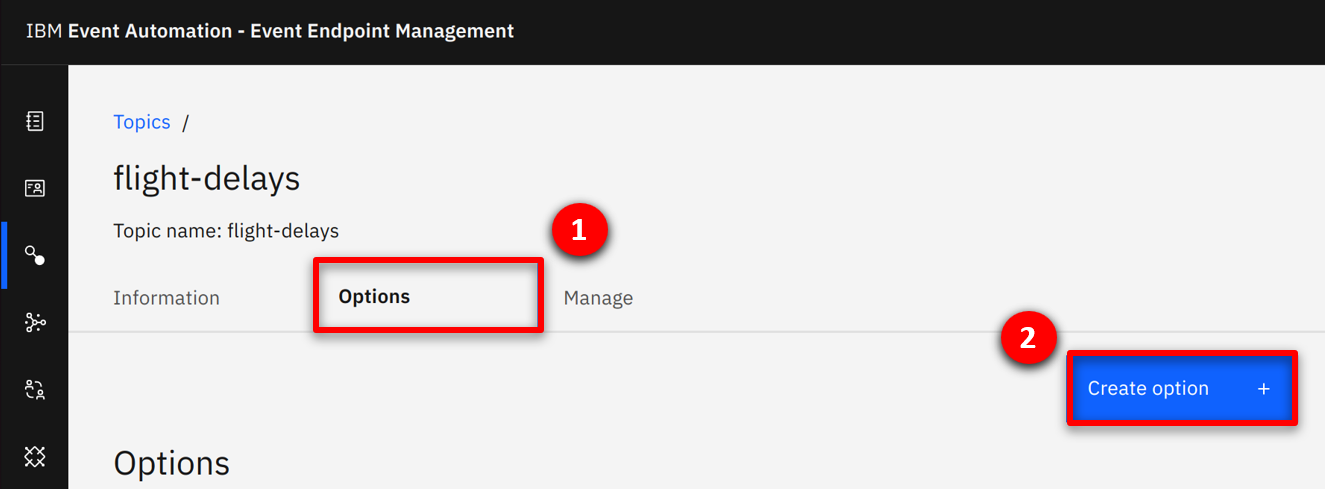 IBM Event Automation - Event Endpoint Management
Topics /
flight-delays
Topic name: flight-delays
1
Information Options Manage
2
Create option +
Options